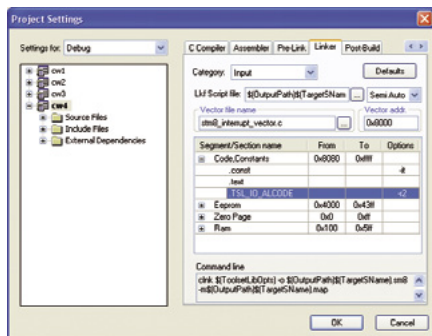 Project Settings
Settings for: Debug
cw1
cw2
cw3
cw4
Source Files
Include Files
External Dependencies
C Compiler Assembler Pre-Link Linker Post-Build
Category: Input Defaults
Lkf Script file: $(OutputPath)$(TargetSNam ... Semi.Auto
Vector file name Vector addr.
stm8_interrupt_vector.c ... 0x8000
Segment/Section name From To Options
Code,Constants 0x8080 0xffff
.const -it
.text
.TSL_IO_ALCODE -r2
Eeprom 0x4000 0x43ff
Zero Page 0x0 0xff
Ram 0x100 0x5ff
Command line
clnk $(ToolsetLibOpts) -o $(OutputPath)$(TargetSName).sm8
-m$(OutputPath)$(TargetSName).map
OK Cancel